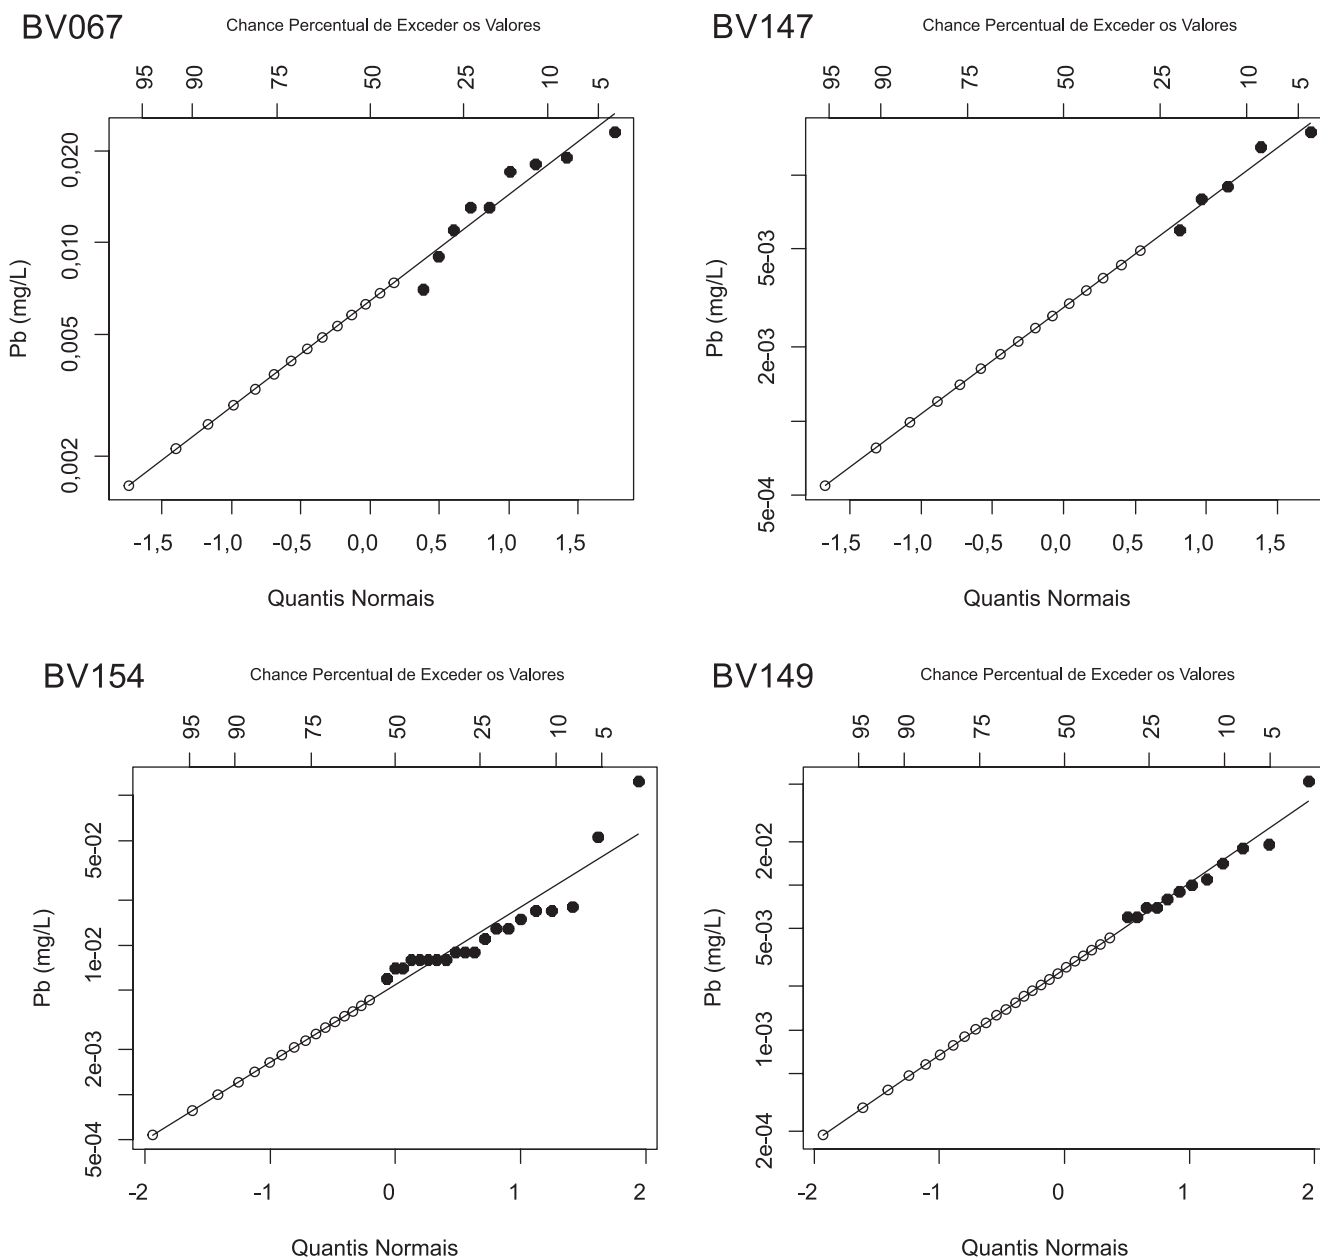 BV067
Chance Percentual de Exceder os Valores
95 90 75 50 25 10 5
0,020
0,010
0,005
0,002
Pb (mg/L)
-1,5 -1,0 -0,5 0,0 0,5 1,0 1,5
Quantis Normais
BV147
Chance Percentual de Exceder os Valores
95 90 75 50 25 10 5
5e-03
2e-03
5e-04
Pb (mg/L)
-1,5 -1,0 -0,5 0,0 0,5 1,0 1,5
Quantis Normais
BV154
Chance Percentual de Exceder os Valores
95 90 75 50 25 10 5
5e-02
1e-02
2e-03
5e-04
Pb (mg/L)
-2 -1 0 1 2
Quantis Normais
BV149
Chance Percentual de Exceder os Valores
95 90 75 50 25 10 5
2e-02
5e-03
1e-03
2e-04
Pb (mg/L)
-2 -1 0 1 2
Quantis Normais